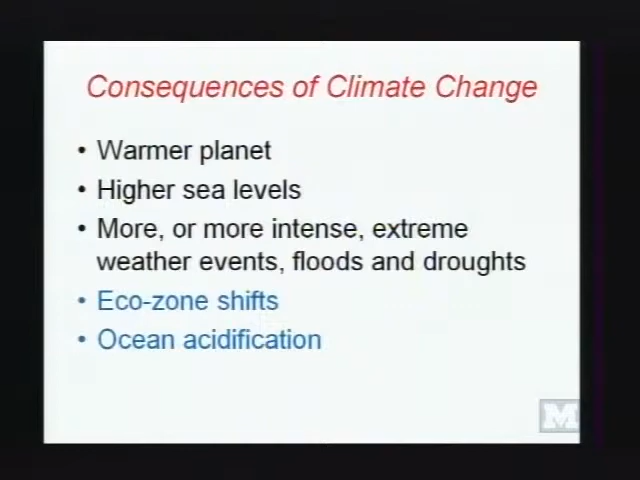 Consequences of Climate Change
• Warmer planet
• Higher sea levels
• More, or more intense, extreme
weather events, floods and droughts
• Eco-zone shifts
• Ocean acidification
M